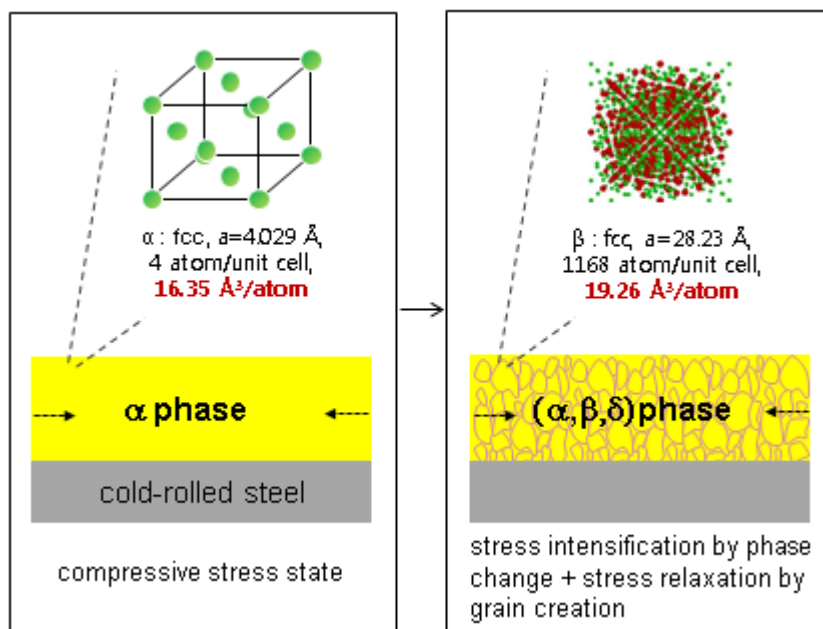 α : fcc, a=4.029 Å,
4 atom/unit cell,
16.35 Å³/atom
α phase
cold-rolled steel
compressive stress state
β : fcc, a=28.23 Å,
1168 atom/unit cell,
19.26 Å³/atom
(α,β,δ)phase
stress intensification by phase
change + stress relaxation by
grain creation